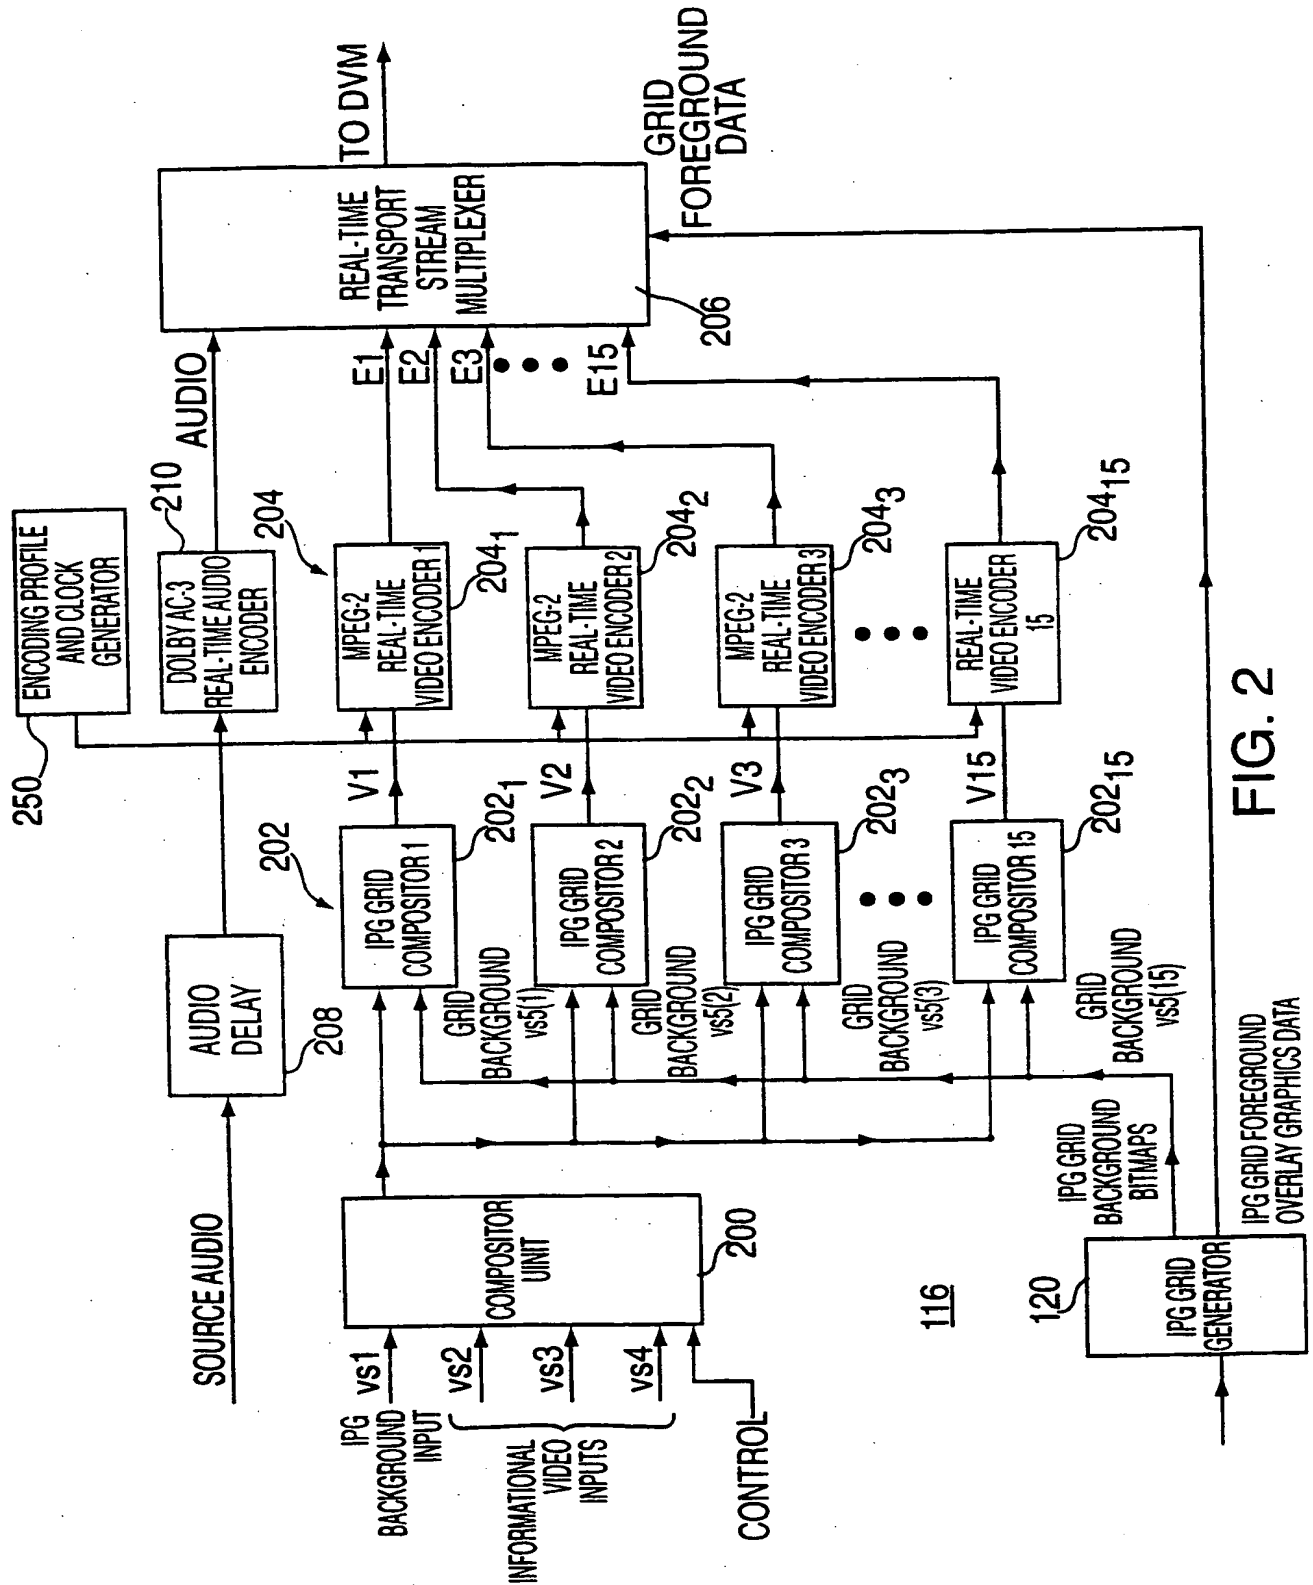 ENCODING PROFILE
AND CLOCK
GENERATOR
250
SOURCE AUDIO
AUDIO
DELAY
208
DOLBY AC-3
REAL-TIME AUDIO
ENCODER
210
AUDIO
IPG
BACKGROUND
INPUT
vs1
vs2
vs3
vs4
INFORMATIONAL
VIDEO
INPUTS
CONTROL
COMPOSITOR
UINIT
200
202
IPG GRID
COMPOSITOR 1
202₁
GRID
BACKGROUND
vs5(1)
V1
204
MPEG-2
REAL-TIME
VIDEO ENCODER 1
204₁
E1
IPG GRID
COMPOSITOR 2
202₂
GRID
BACKGROUND
vs5(2)
V2
MPEG-2
REAL-TIME
VIDEO ENCODER 2
204₂
E2
IPG GRID
COMPOSITOR 3
202₃
GRID
BACKGROUND
vs5(3)
V3
MPEG-2
REAL-TIME
VIDEO ENCODER 3
204₃
E3
IPG GRID
COMPOSITOR 15
202₁₅
GRID
BACKGROUND
vs5(15)
V15
REAL-TIME
VIDEO ENCODER
15
204₁₅
E15
REAL-TIME
TRANSPORT
STREAM
MULTIPLEXER
206
TO DVM
GRID
FOREGROUND
DATA
116
120
IPG GRID
GENERATOR
IPG GRID
BACKGROUND
BITMAPS
IPG GRID FOREGROUND
OVERLAY GRAPHICS DATA
FIG. 2